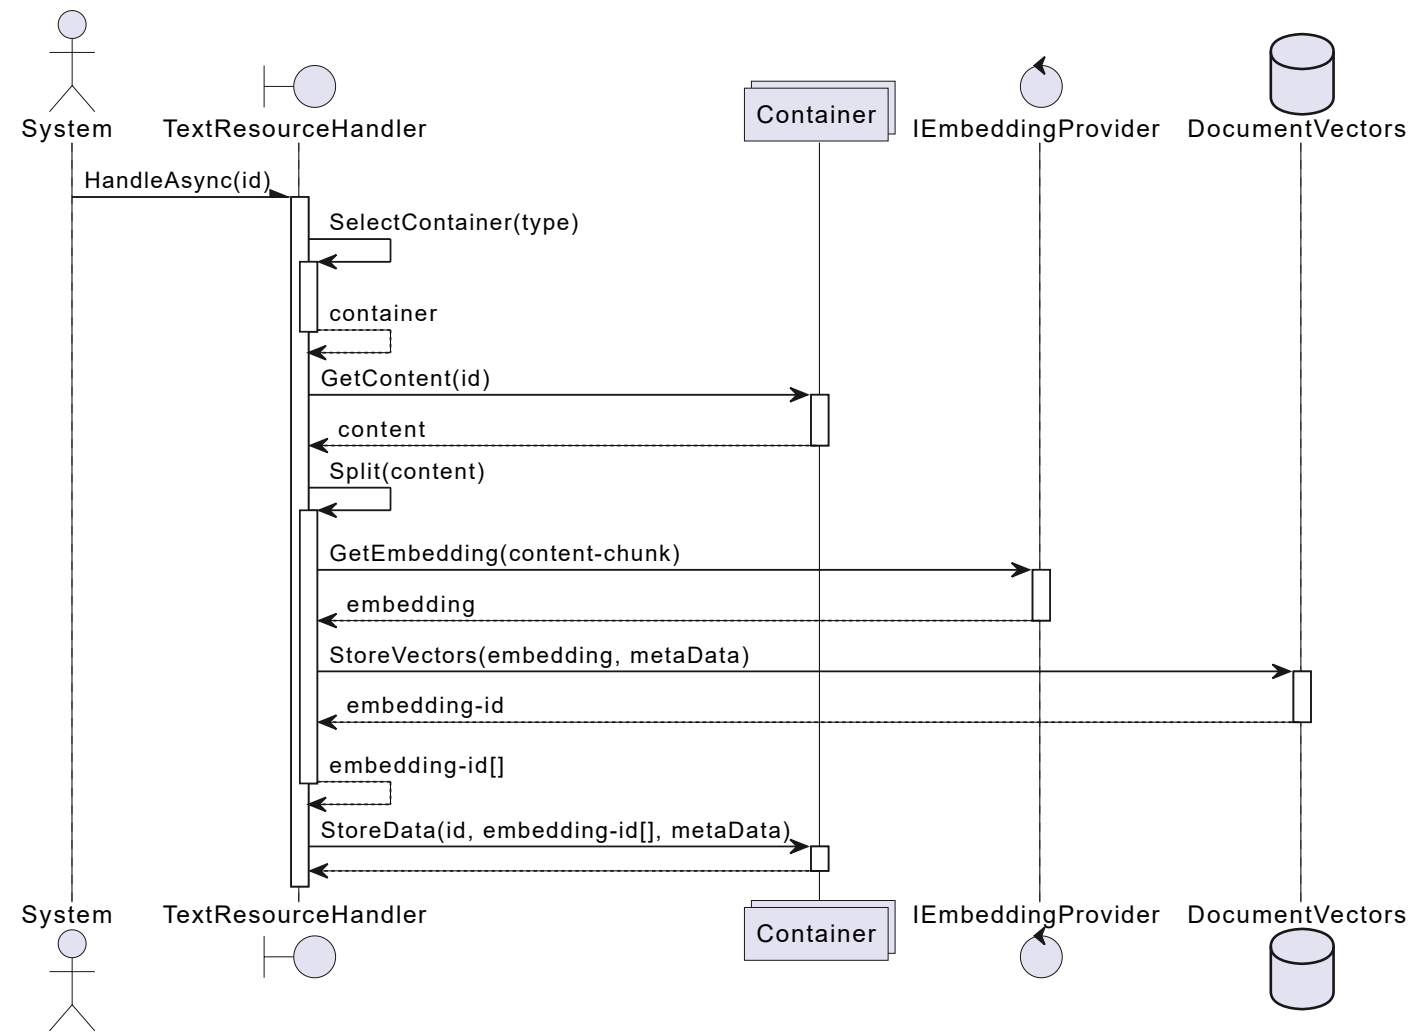 System
TextResourceHandler
Container
IEmbeddingProvider
DocumentVectors
HandleAsync(id)
SelectContainer(type)
container
GetContent(id)
content
Split(content)
GetEmbedding(content-chunk)
embedding
StoreVectors(embedding, metaData)
embedding-id
embedding-id[]
StoreData(id, embedding-id[], metaData)
System
TextResourceHandler
Container
IEmbeddingProvider
DocumentVectors